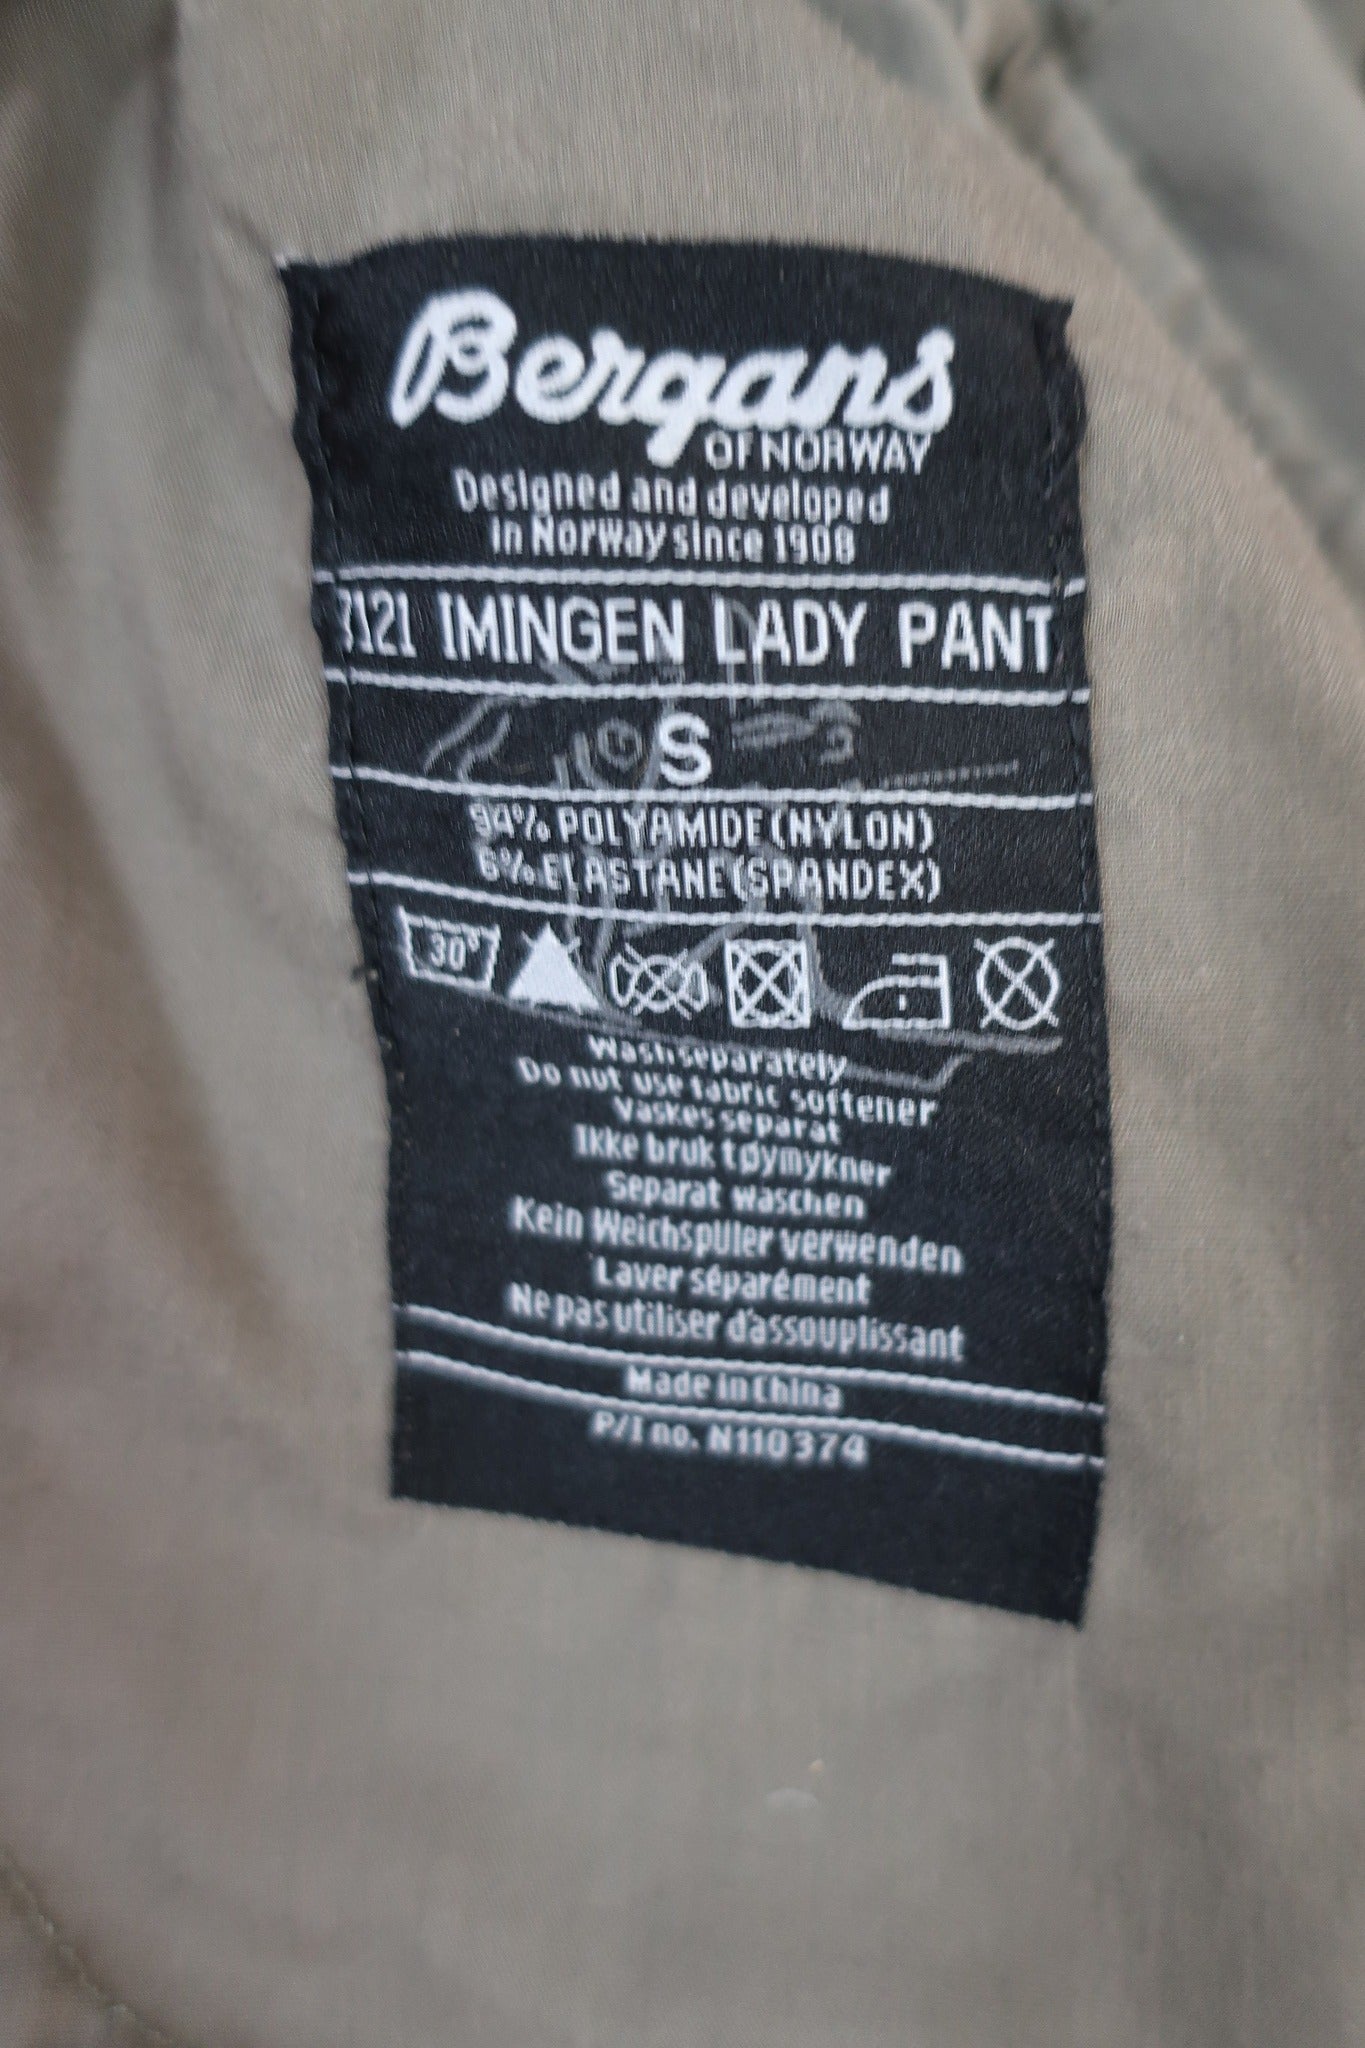 Bergans
OF NORWAY
Designed and developed
in Norway since 1908
7121 IMINGEN LADY PANT
S
94% POLYAMIDE (NYLON)
6% ELASTANE (SPANDEX)
30°
Wash separately
Do not use fabric softener
Vaskes separat
Ikke bruk tøymykner
Separat waschen
Kein Weichspüler verwenden
Laver séparément
Ne pas utiliser d'assouplissant
Made in China
P/I no. N110374